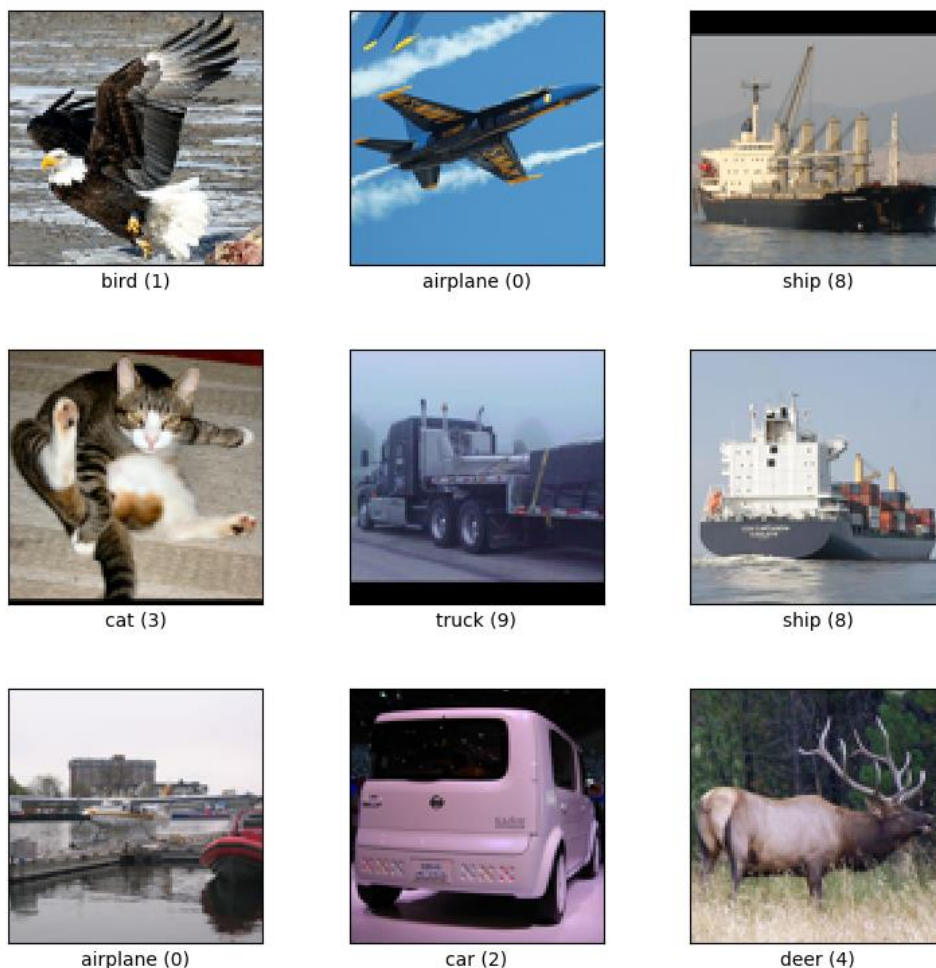 bird (1)
airplane (0)
ship (8)
cat (3)
truck (9)
ship (8)
airplane (0)
car (2)
deer (4)